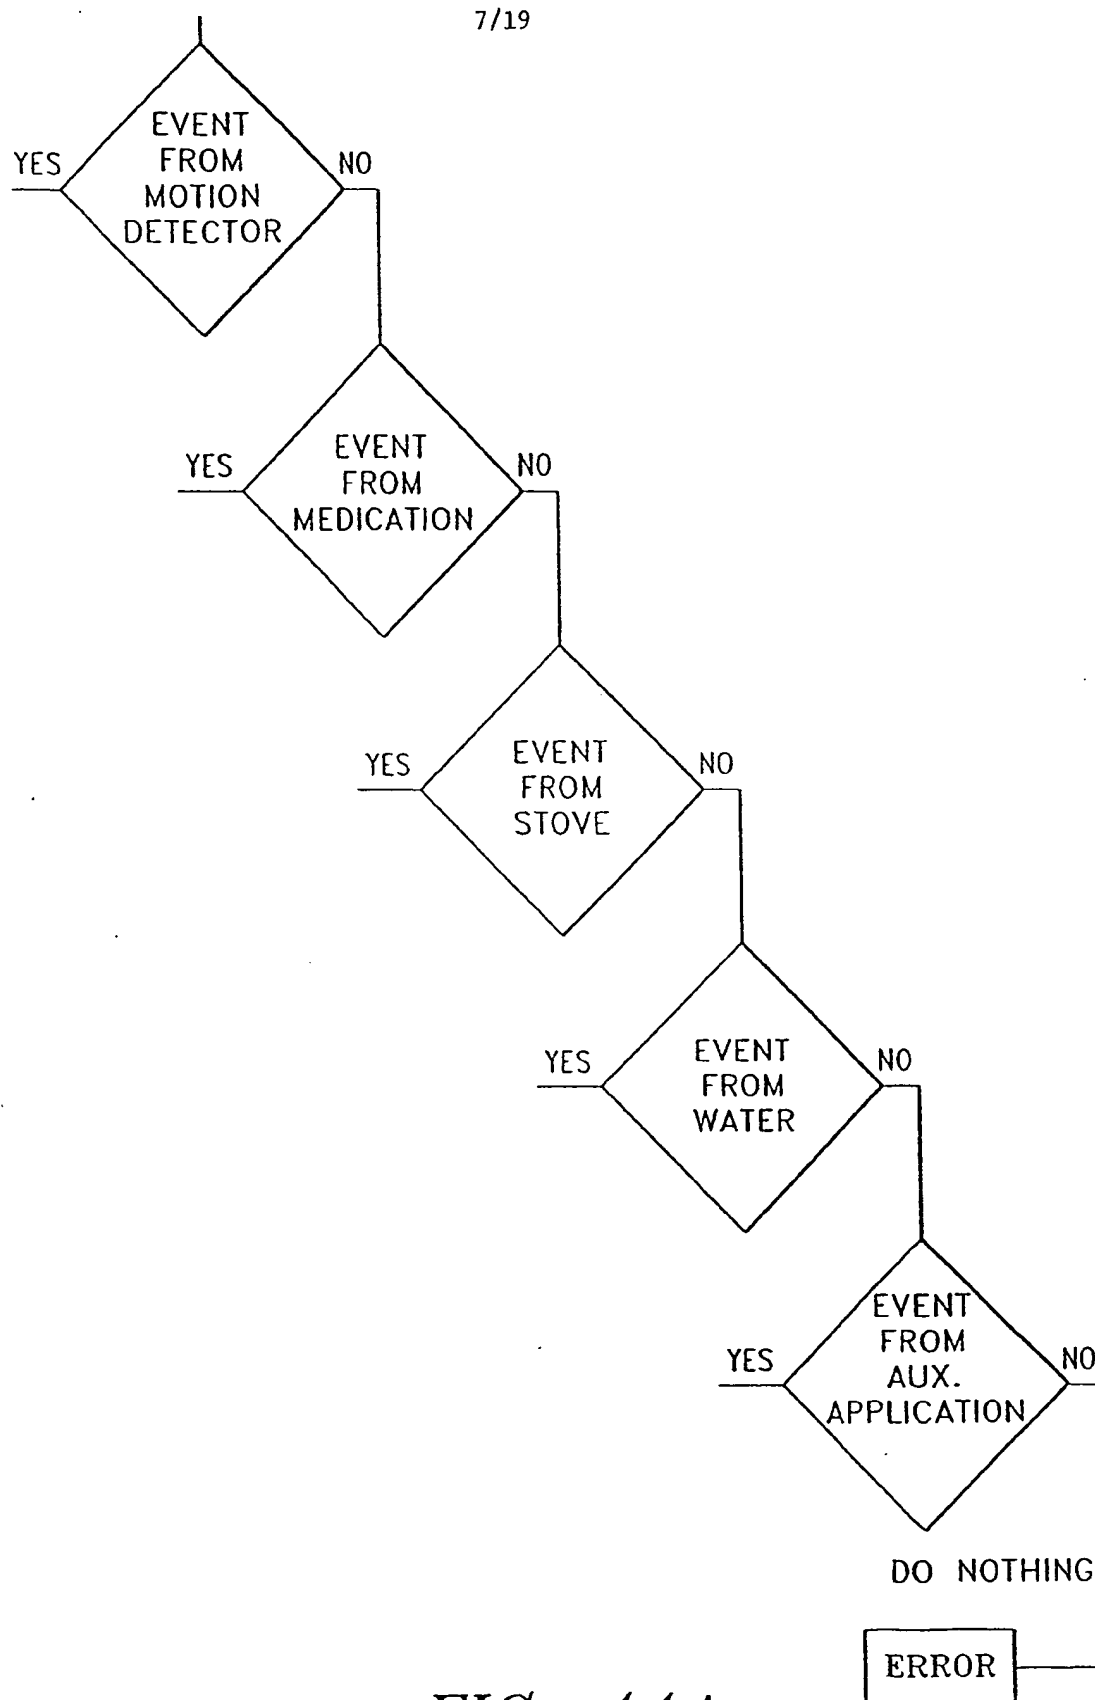 7/19
EVENT
FROM
MOTION
DETECTOR
YES
NO
EVENT
FROM
MEDICATION
YES
NO
EVENT
FROM
STOVE
YES
NO
EVENT
FROM
WATER
YES
NO
EVENT
FROM
AUX.
APPLICATION
YES
NO
DO NOTHING
ERROR